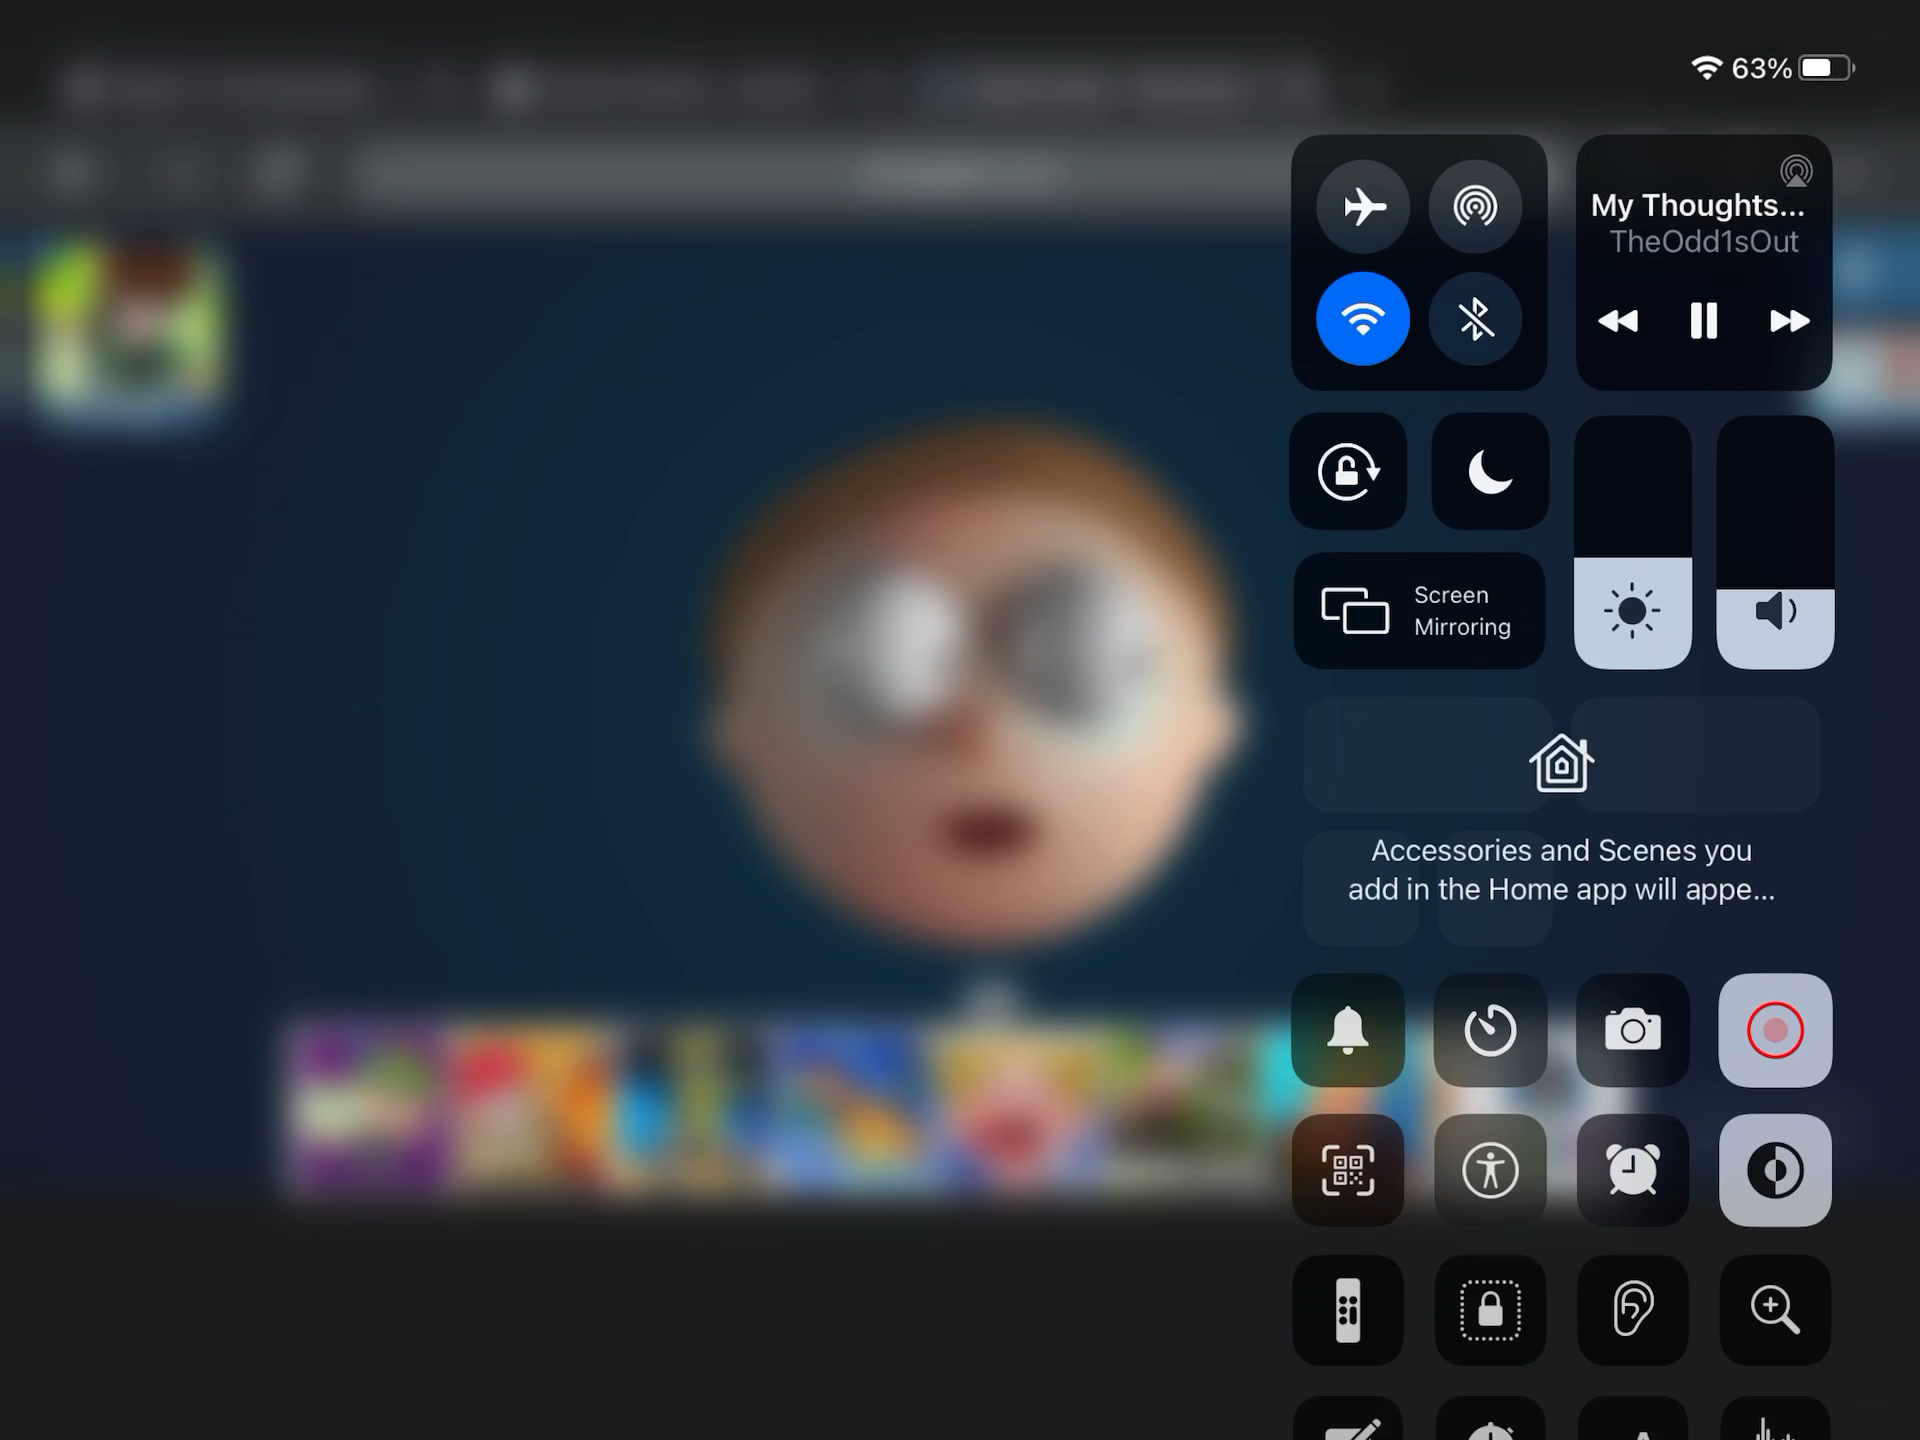 63%
My Thoughts...
TheOdd1sOut
Screen
Mirroring
Accessories and Scenes you
add in the Home app will appe...